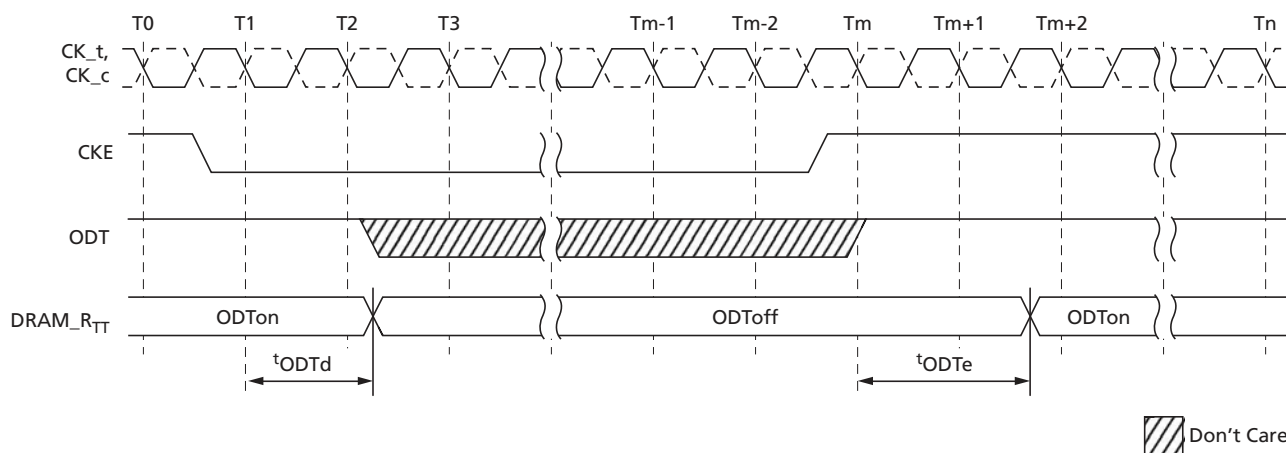 T0 T1 T2 T3 Tm-1 Tm-2 Tm Tm+1 Tm+2 Tn
CK_t,
CK_c
CKE
ODT
DRAM_RTT ODTon ODToff ODTon
tODTd tODTe
Don't Care